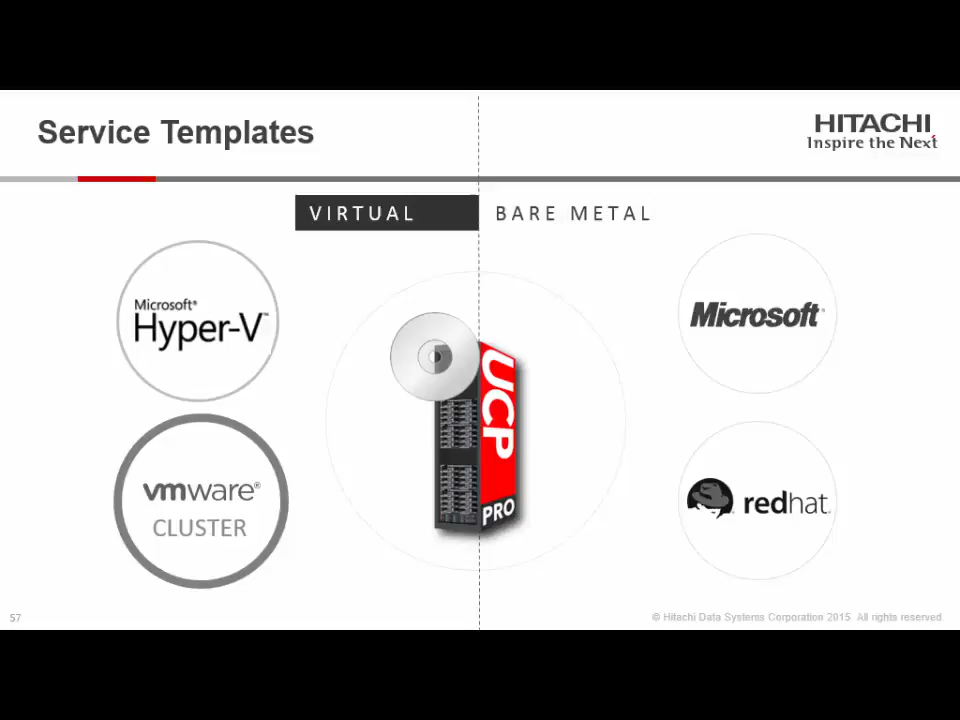 Service Templates
HITACHI
Inspire the Next
VIRTUAL
BARE METAL
Microsoft®
Hyper-V™
Microsoft®
UCP
PRO
vmware®
CLUSTER
redhat.
57
© Hitachi Data Systems Corporation 2015. All rights reserved.